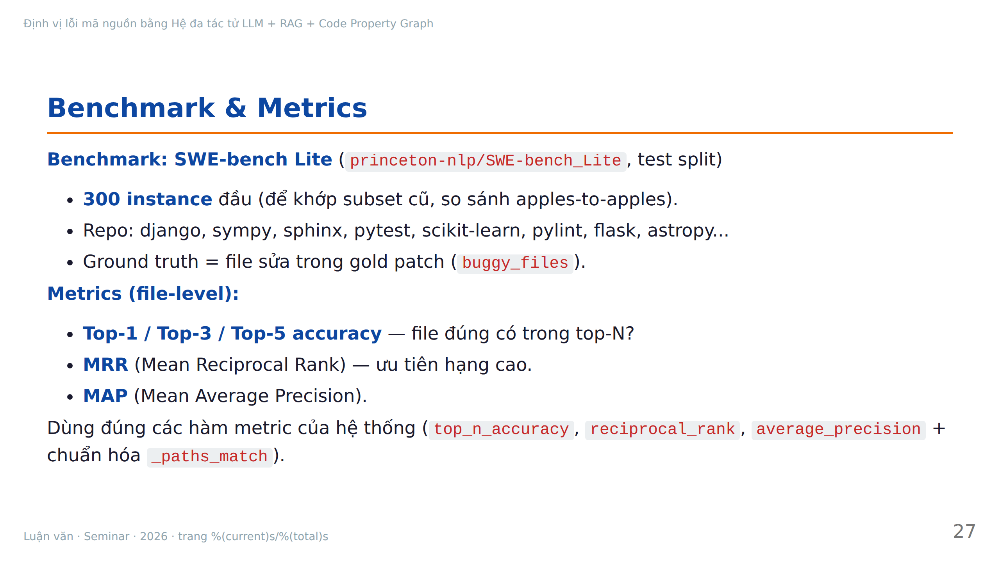 Định vị lỗi mã nguồn bằng Hệ đa tác tử LLM + RAG + Code Property Graph
Benchmark & Metrics
Benchmark: SWE-bench Lite (princeton-nlp/SWE-bench_Lite, test split)
• 300 instance đầu (để khớp subset cũ, so sánh apples-to-apples).
• Repo: django, sympy, sphinx, pytest, scikit-learn, pylint, flask, astropy...
• Ground truth = file sửa trong gold patch (buggy_files).
Metrics (file-level):
• Top-1 / Top-3 / Top-5 accuracy — file đúng có trong top-N?
• MRR (Mean Reciprocal Rank) — ưu tiên hạng cao.
• MAP (Mean Average Precision).
Dùng đúng các hàm metric của hệ thống (top_n_accuracy, reciprocal_rank, average_precision +
chuẩn hóa _paths_match).
Luận văn · Seminar · 2026 · trang %(current)s/%(total)s
27